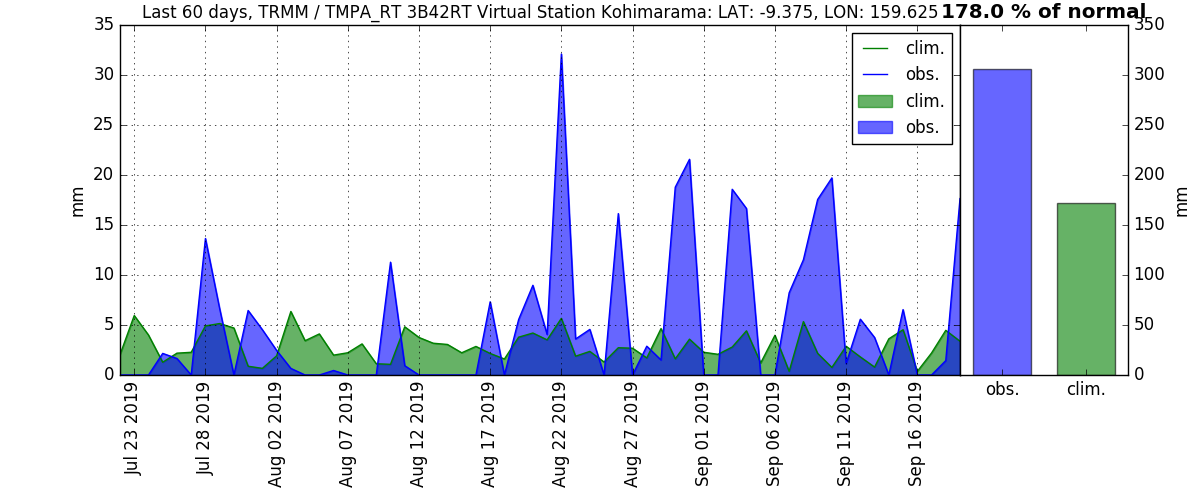 Last 60 days, TRMM / TMPA_RT 3B42RT Virtual Station Kohimarama: LAT: -9.375, LON: 159.625 178.0 % of normal
35
30
25
20
15
10
5
0
mm
clim.
obs.
clim.
obs.
350
300
250
200
150
100
50
0
mm
Jul 23 2019
Jul 28 2019
Aug 02 2019
Aug 07 2019
Aug 12 2019
Aug 17 2019
Aug 22 2019
Aug 27 2019
Sep 01 2019
Sep 06 2019
Sep 11 2019
Sep 16 2019
obs.
clim.